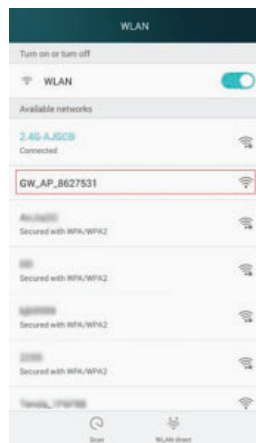 WLAN
Turn on or turn off
WLAN
Available networks
2.4G-AJGCB
Connected
GW_AP_8627531
Secured with WPA/WPA2
Secured with WPA/WPA2
Secured with WPA/WPA2
Secured with WPA/WPA2
Scan
WLAN direct